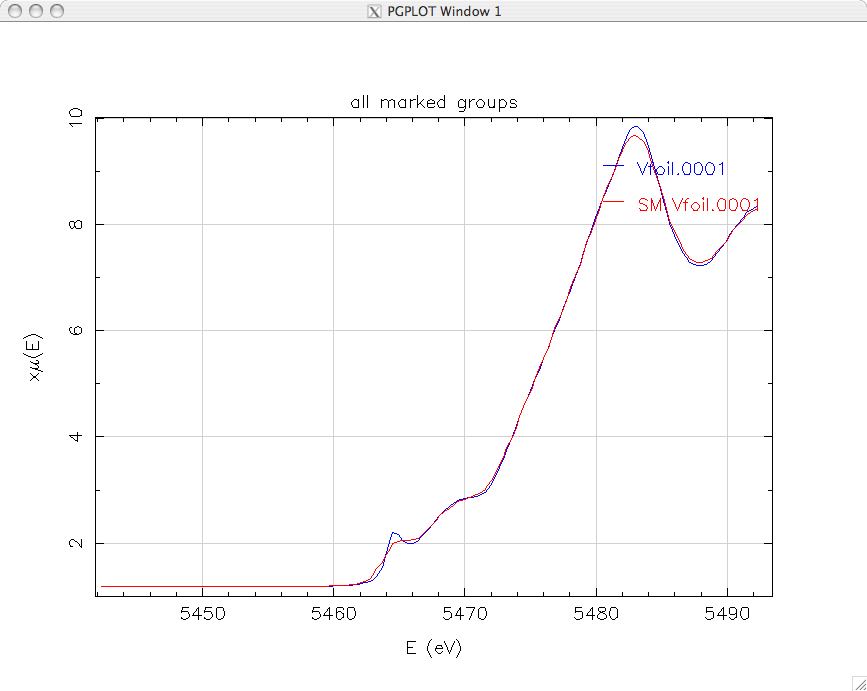 PGPLOT Window 1
all marked groups
10
8
6
4
2
xμ(E)
Vfoil.0001
SM Vfoil.0001
5450 5460 5470 5480 5490
E (eV)